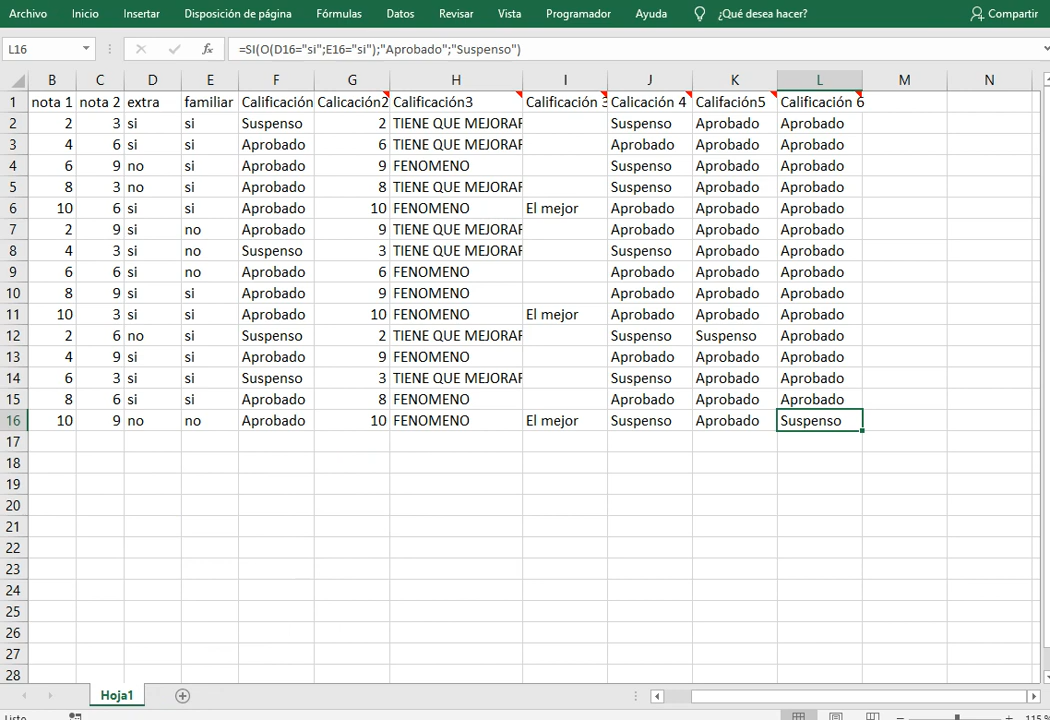 Archivo Inicio Insertar Disposición de página Fórmulas Datos Revisar Vista Programador Ayuda ¿Qué desea hacer? Compartir
L16 fx =SI(O(D16="si";E16="si");"Aprobado";"Suspenso")
B C D E F G H I J K L M N
1 nota 1 nota 2 extra familiar Calificación Calicación2 Calificación3 Calificación 3 Calicación 4 Califación5 Calificación 6
2 2 3 si si Suspenso 2 TIENE QUE MEJORAR Suspenso Aprobado Aprobado
3 4 6 si si Aprobado 6 TIENE QUE MEJORAR Aprobado Aprobado Aprobado
4 6 9 no si Aprobado 9 FENOMENO Suspenso Aprobado Aprobado
5 8 3 no si Aprobado 8 TIENE QUE MEJORAR Suspenso Aprobado Aprobado
6 10 6 si si Aprobado 10 FENOMENO El mejor Aprobado Aprobado Aprobado
7 2 9 si no Aprobado 9 TIENE QUE MEJORAR Aprobado Aprobado Aprobado
8 4 3 si no Suspenso 3 TIENE QUE MEJORAR Suspenso Aprobado Aprobado
9 6 6 si no Aprobado 6 FENOMENO Aprobado Aprobado Aprobado
10 8 9 si si Aprobado 9 FENOMENO Aprobado Aprobado Aprobado
11 10 3 si si Aprobado 10 FENOMENO El mejor Aprobado Aprobado Aprobado
12 2 6 no si Suspenso 2 TIENE QUE MEJORAR Suspenso Suspenso Aprobado
13 4 9 si si Aprobado 9 FENOMENO Aprobado Aprobado Aprobado
14 6 3 si si Suspenso 3 TIENE QUE MEJORAR Suspenso Aprobado Aprobado
15 8 6 si si Aprobado 8 FENOMENO Aprobado Aprobado Aprobado
16 10 9 no no Aprobado 10 FENOMENO El mejor Suspenso Aprobado Suspenso
17
18
19
20
21
22
23
24
25
26
27
28
Hoja1
Listo 115 %